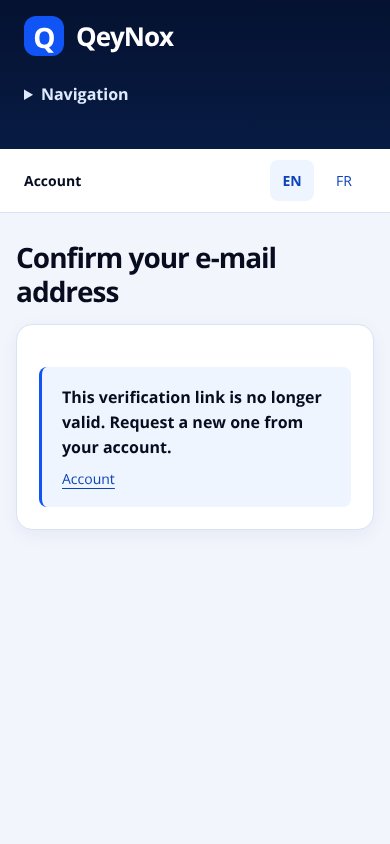 Q QeyNox
Navigation
Account EN FR
Confirm your e-mail
address
This verification link is no longer
valid. Request a new one from
your account.
Account